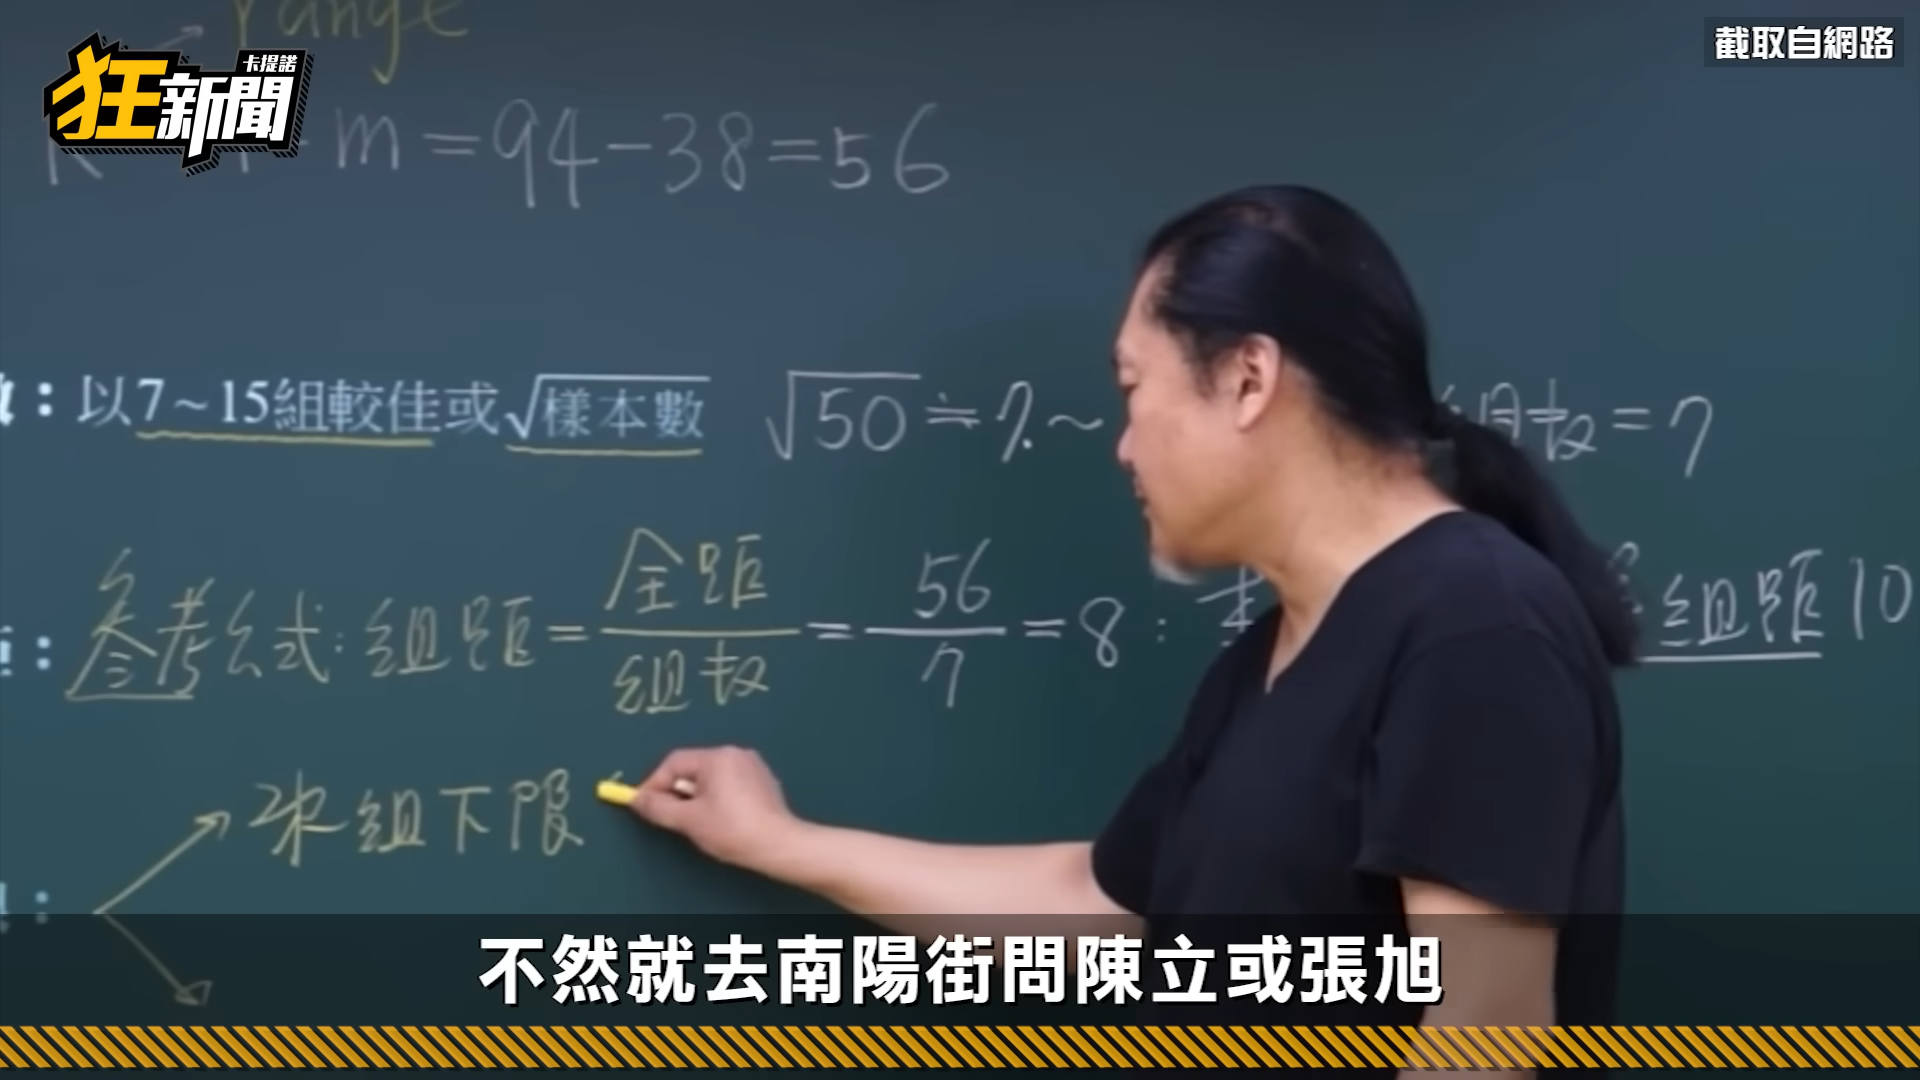 range
截取自網路
卡提諾
狂新聞
m=94-38=56
：以7~15組較佳或√樣本數 √50≒7.~ 組数=7
參考公式：組距=全距/組数=56/7=8： 組距10
求組下限
不然就去南陽街問陳立或張旭